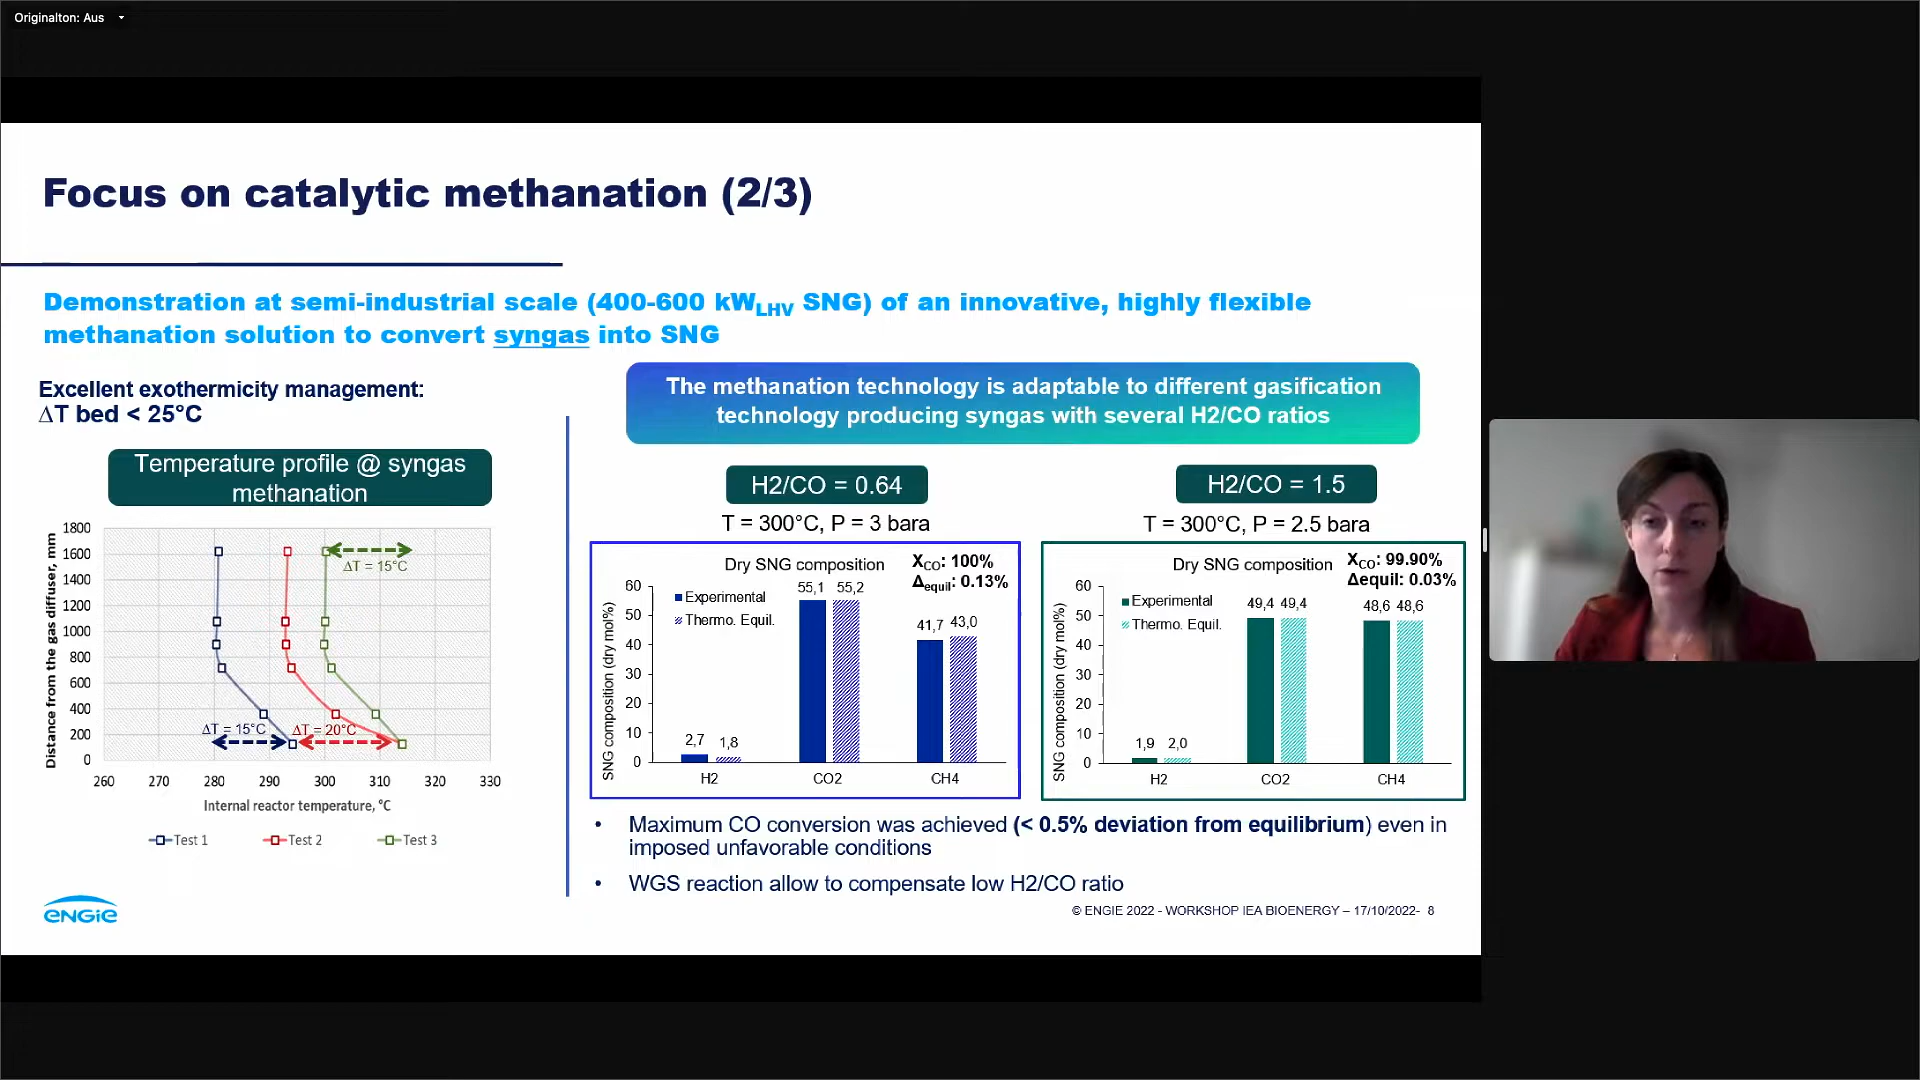 Originalton: Aus
Focus on catalytic methanation (2/3)
Demonstration at semi-industrial scale (400-600 kWLHV SNG) of an innovative, highly flexible
methanation solution to convert syngas into SNG
Excellent exothermicity management:
ΔT bed < 25°C
Temperature profile @ syngas
methanation
Distance from the gas diffuser, mm
1800
1600
1400
1200
1000
800
600
400
200
0
ΔT = 15°C
ΔT = 15°C
ΔT = 20°C
260 270 280 290 300 310 320 330
Internal reactor temperature, °C
Test 1 Test 2 Test 3
The methanation technology is adaptable to different gasification
technology producing syngas with several H2/CO ratios
H2/CO = 0.64
T = 300°C, P = 3 bara
Dry SNG composition
XCO: 100%
Δequil: 0.13%
SNG composition (dry mol%)
60
50
40
30
20
10
0
Experimental
Thermo. Equil.
2,7 1,8
55,1 55,2
41,7 43,0
H2 CO2 CH4
H2/CO = 1.5
T = 300°C, P = 2.5 bara
Dry SNG composition
XCO: 99.90%
Δequil: 0.03%
SNG composition (dry mol%)
60
50
40
30
20
10
0
Experimental
Thermo. Equil.
1,9 2,0
49,4 49,4
48,6 48,6
H2 CO2 CH4
• Maximum CO conversion was achieved (< 0.5% deviation from equilibrium) even in
imposed unfavorable conditions
• WGS reaction allow to compensate low H2/CO ratio
ENGIE
© ENGIE 2022 - WORKSHOP IEA BIOENERGY – 17/10/2022- 8